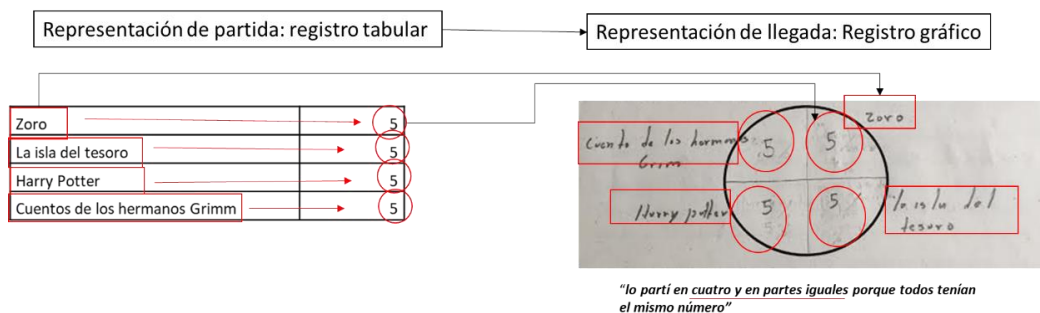 Representación de partida: registro tabular
Representación de llegada: Registro gráfico
Zoro 5
La isla del tesoro 5
Harry Potter 5
Cuentos de los hermanos Grimm 5
Zoro
Cuento de los hermanos
Grim
5 5
Harry potter
5 5
la isla del
tesoro
“lo partí en cuatro y en partes iguales porque todos tenían
el mismo número”